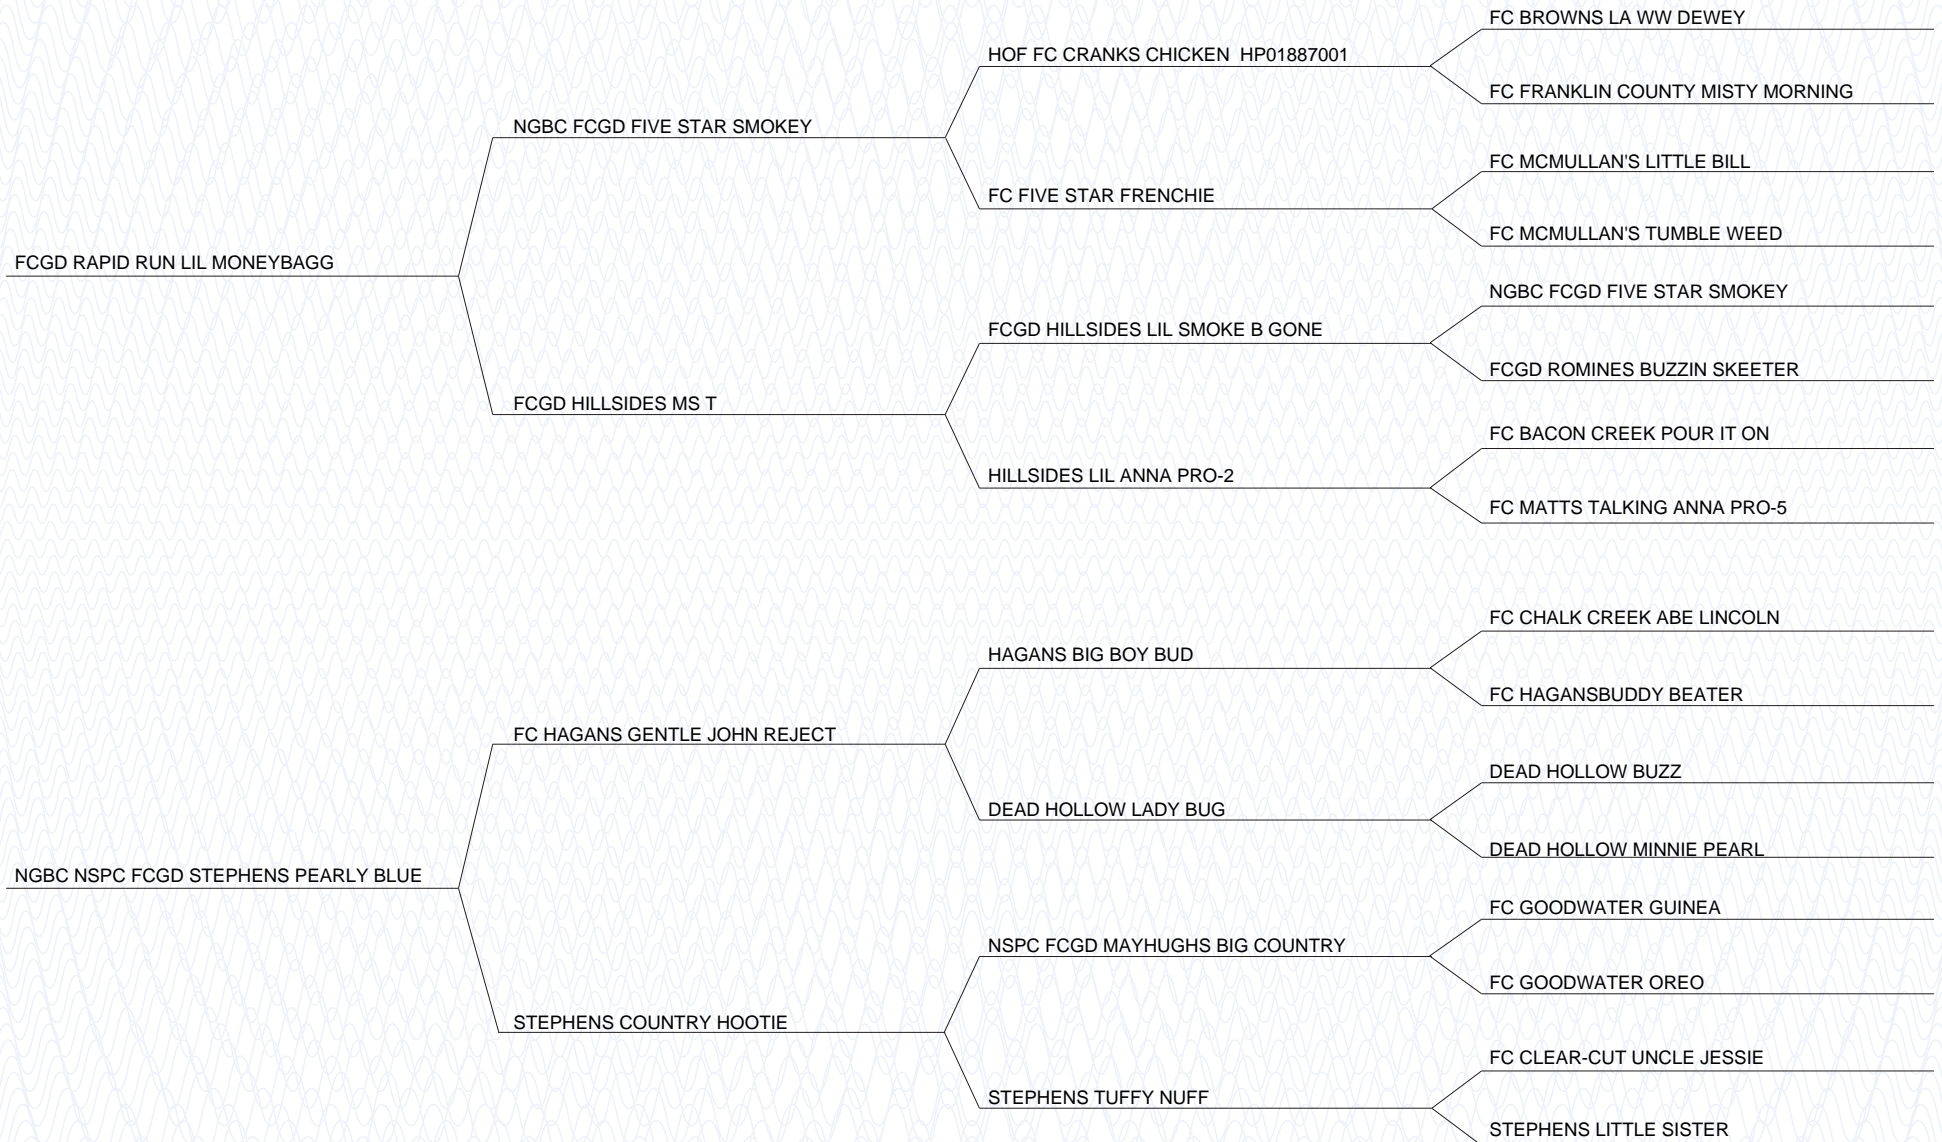 FC BROWNS LA WW DEWEY
HOF FC CRANKS CHICKEN  HP01887001
FC FRANKLIN COUNTY MISTY MORNING
NGBC FCGD FIVE STAR SMOKEY
FC MCMULLAN'S LITTLE BILL
FC FIVE STAR FRENCHIE
FC MCMULLAN'S TUMBLE WEED
FCGD RAPID RUN LIL MONEYBAGG
NGBC FCGD FIVE STAR SMOKEY
FCGD HILLSIDES LIL SMOKE B GONE
FCGD ROMINES BUZZIN SKEETER
FCGD HILLSIDES MS T
FC BACON CREEK POUR IT ON
HILLSIDES LIL ANNA PRO-2
FC MATTS TALKING ANNA PRO-5
FC CHALK CREEK ABE LINCOLN
HAGANS BIG BOY BUD
FC HAGANSBUDDY BEATER
FC HAGANS GENTLE JOHN REJECT
DEAD HOLLOW BUZZ
DEAD HOLLOW LADY BUG
DEAD HOLLOW MINNIE PEARL
NGBC NSPC FCGD STEPHENS PEARLY BLUE
FC GOODWATER GUINEA
NSPC FCGD MAYHUGHS BIG COUNTRY
FC GOODWATER OREO
STEPHENS COUNTRY HOOTIE
FC CLEAR-CUT UNCLE JESSIE
STEPHENS TUFFY NUFF
STEPHENS LITTLE SISTER